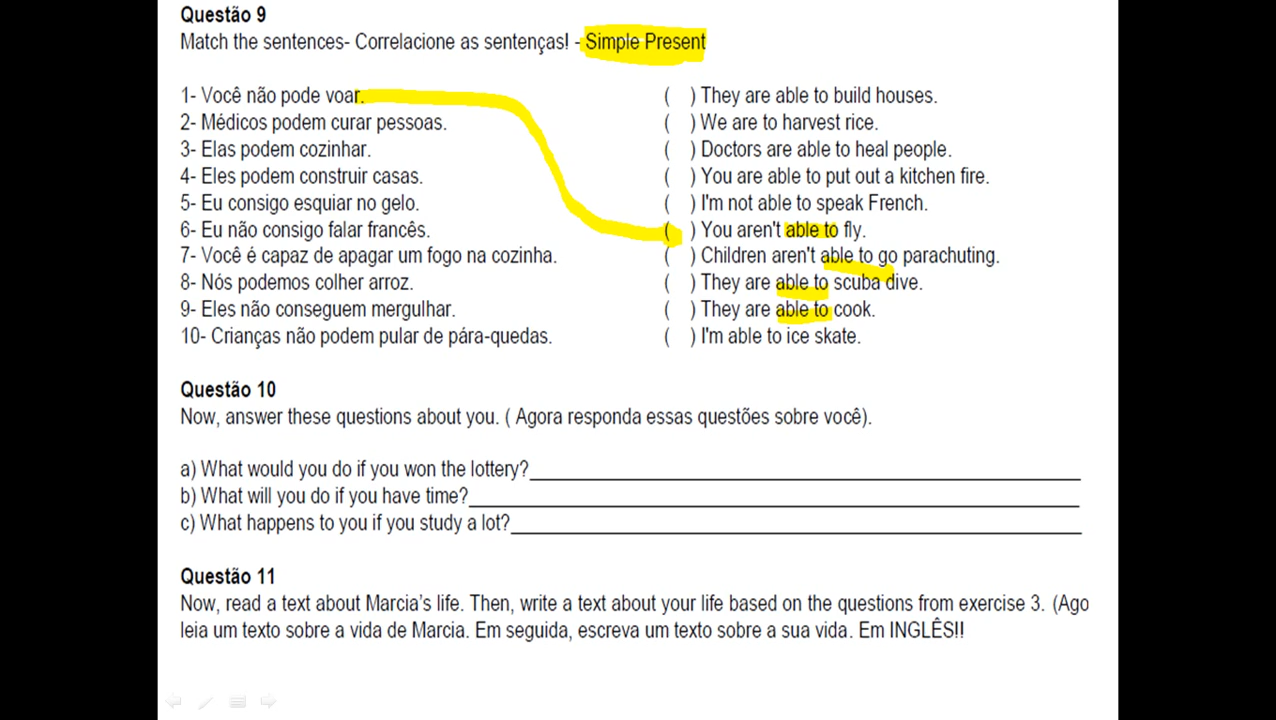 Questão 9
Match the sentences- Correlacione as sentenças! - Simple Present
1- Você não pode voar. ( ) They are able to build houses.
2- Médicos podem curar pessoas. ( ) We are to harvest rice.
3- Elas podem cozinhar. ( ) Doctors are able to heal people.
4- Eles podem construir casas. ( ) You are able to put out a kitchen fire.
5- Eu consigo esquiar no gelo. ( ) I'm not able to speak French.
6- Eu não consigo falar francês. ( ) You aren't able to fly.
7- Você é capaz de apagar um fogo na cozinha. ( ) Children aren't able to go parachuting.
8- Nós podemos colher arroz. ( ) They are able to scuba dive.
9- Eles não conseguem mergulhar. ( ) They are able to cook.
10- Crianças não podem pular de pára-quedas. ( ) I'm able to ice skate.
Questão 10
Now, answer these questions about you. ( Agora responda essas questões sobre você).
a) What would you do if you won the lottery?
b) What will you do if you have time?
c) What happens to you if you study a lot?
Questão 11
Now, read a text about Marcia's life. Then, write a text about your life based on the questions from exercise 3. (Ago
leia um texto sobre a vida de Marcia. Em seguida, escreva um texto sobre a sua vida. Em INGLÊS!!